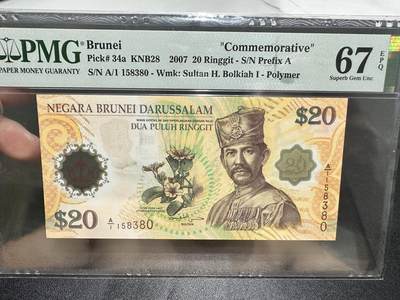 PMG
PAPER MONEY GUARANTY
Brunei "Commemorative"
Pick# 34a KNB28 2007 20 Ringgit - S/N Prefix A
S/N A/1 158380 - Wmk: Sultan H. Bolkiah I - Polymer
67 EPQ
Superb Gem Unc
NEGARA BRUNEI DARUSSALAM
DUA PULUH RINGGIT
$20
20
$20
A/1 158380
A/1 158380